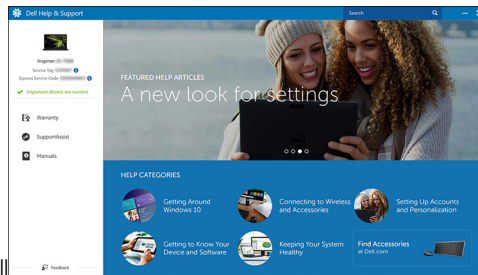 Dell Help & Support
Search
Inspiron
Service Tag
Express Service Code
Important drivers are current
Warranty
SupportAssist
Manuals
Feedback
FEATURED HELP ARTICLES
A new look for settings
HELP CATEGORIES
Getting Around
Windows 10
Connecting to Wireless
and Accessories
Setting Up Accounts
and Personalization
Getting to Know Your
Device and Software
Keeping Your System
Healthy
Find Accessories
at Dell.com